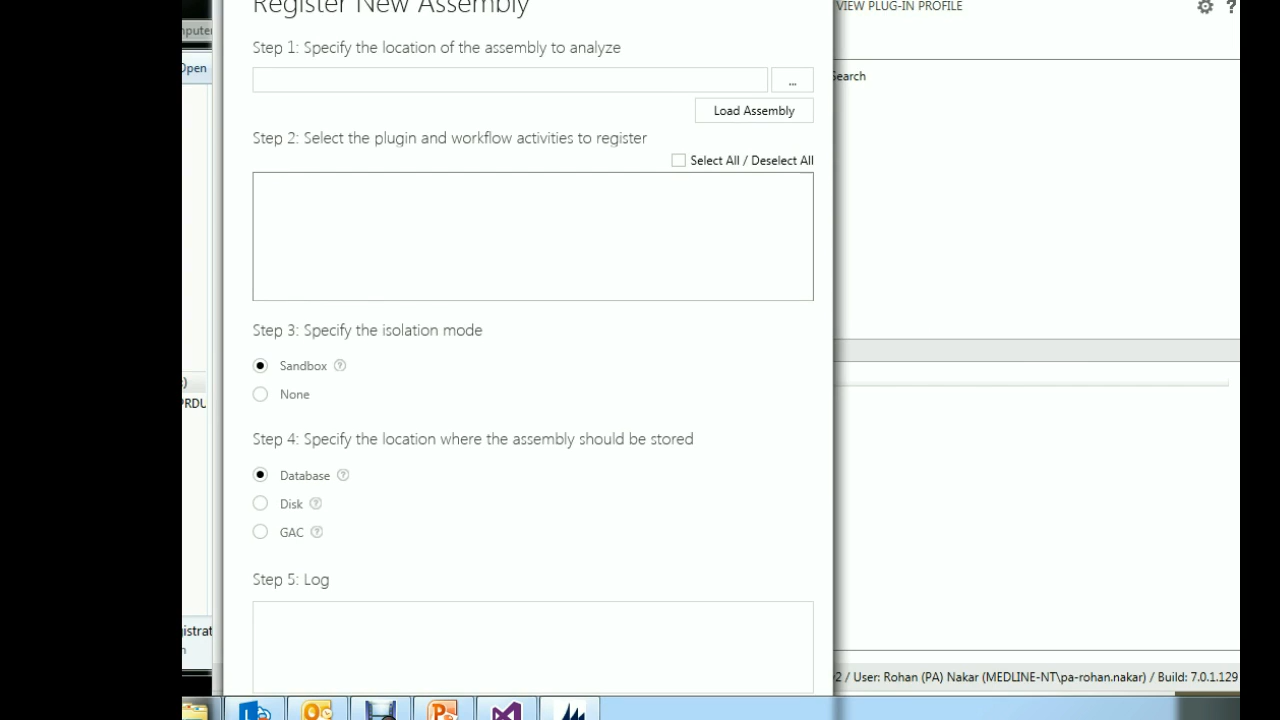 Register New Assembly
VIEW PLUG-IN PROFILE
?
Step 1: Specify the location of the assembly to analyze
Open
Search
...
Load Assembly
Step 2: Select the plugin and workflow activities to register
Select All / Deselect All
Step 3: Specify the isolation mode
Sandbox ?
None
Step 4: Specify the location where the assembly should be stored
Database ?
Disk ?
GAC ?
Step 5: Log
/ User: Rohan (PA) Nakar (MEDLINE-NT\pa-rohan.nakar) / Build: 7.0.1.129